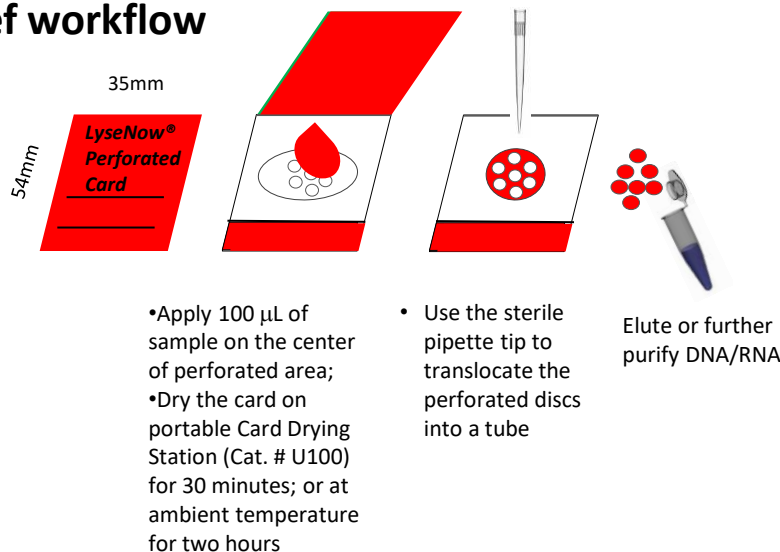 ef workflow
35mm
54mm
LyseNow®
Perforated
Card
•Apply 100 μL of
sample on the center
of perforated area;
•Dry the card on
portable Card Drying
Station (Cat. # U100)
for 30 minutes; or at
ambient temperature
for two hours
• Use the sterile
pipette tip to
translocate the
perforated discs
into a tube
Elute or further
purify DNA/RNA